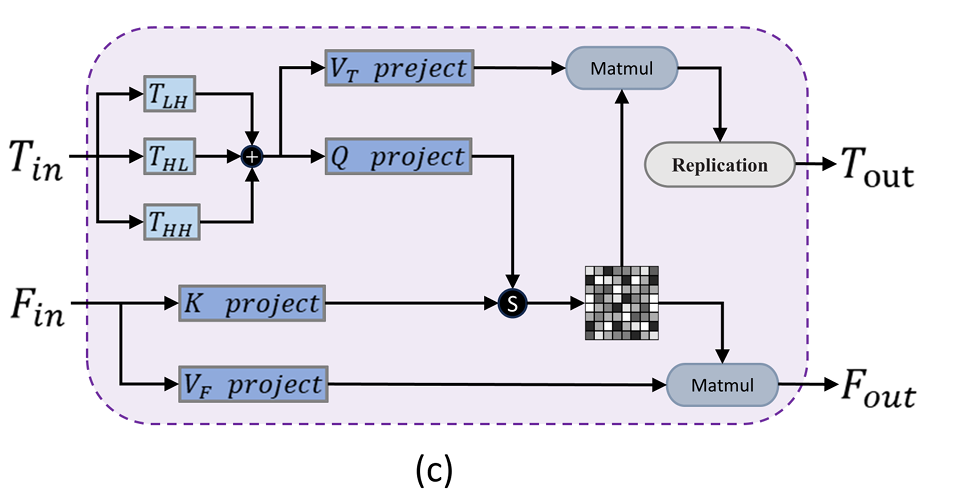 V_T preject
Matmul
T_LH
T_in
T_HL
+
Q project
Replication
T_out
T_HH
F_in
K project
S
V_F project
Matmul
F_out
(c)